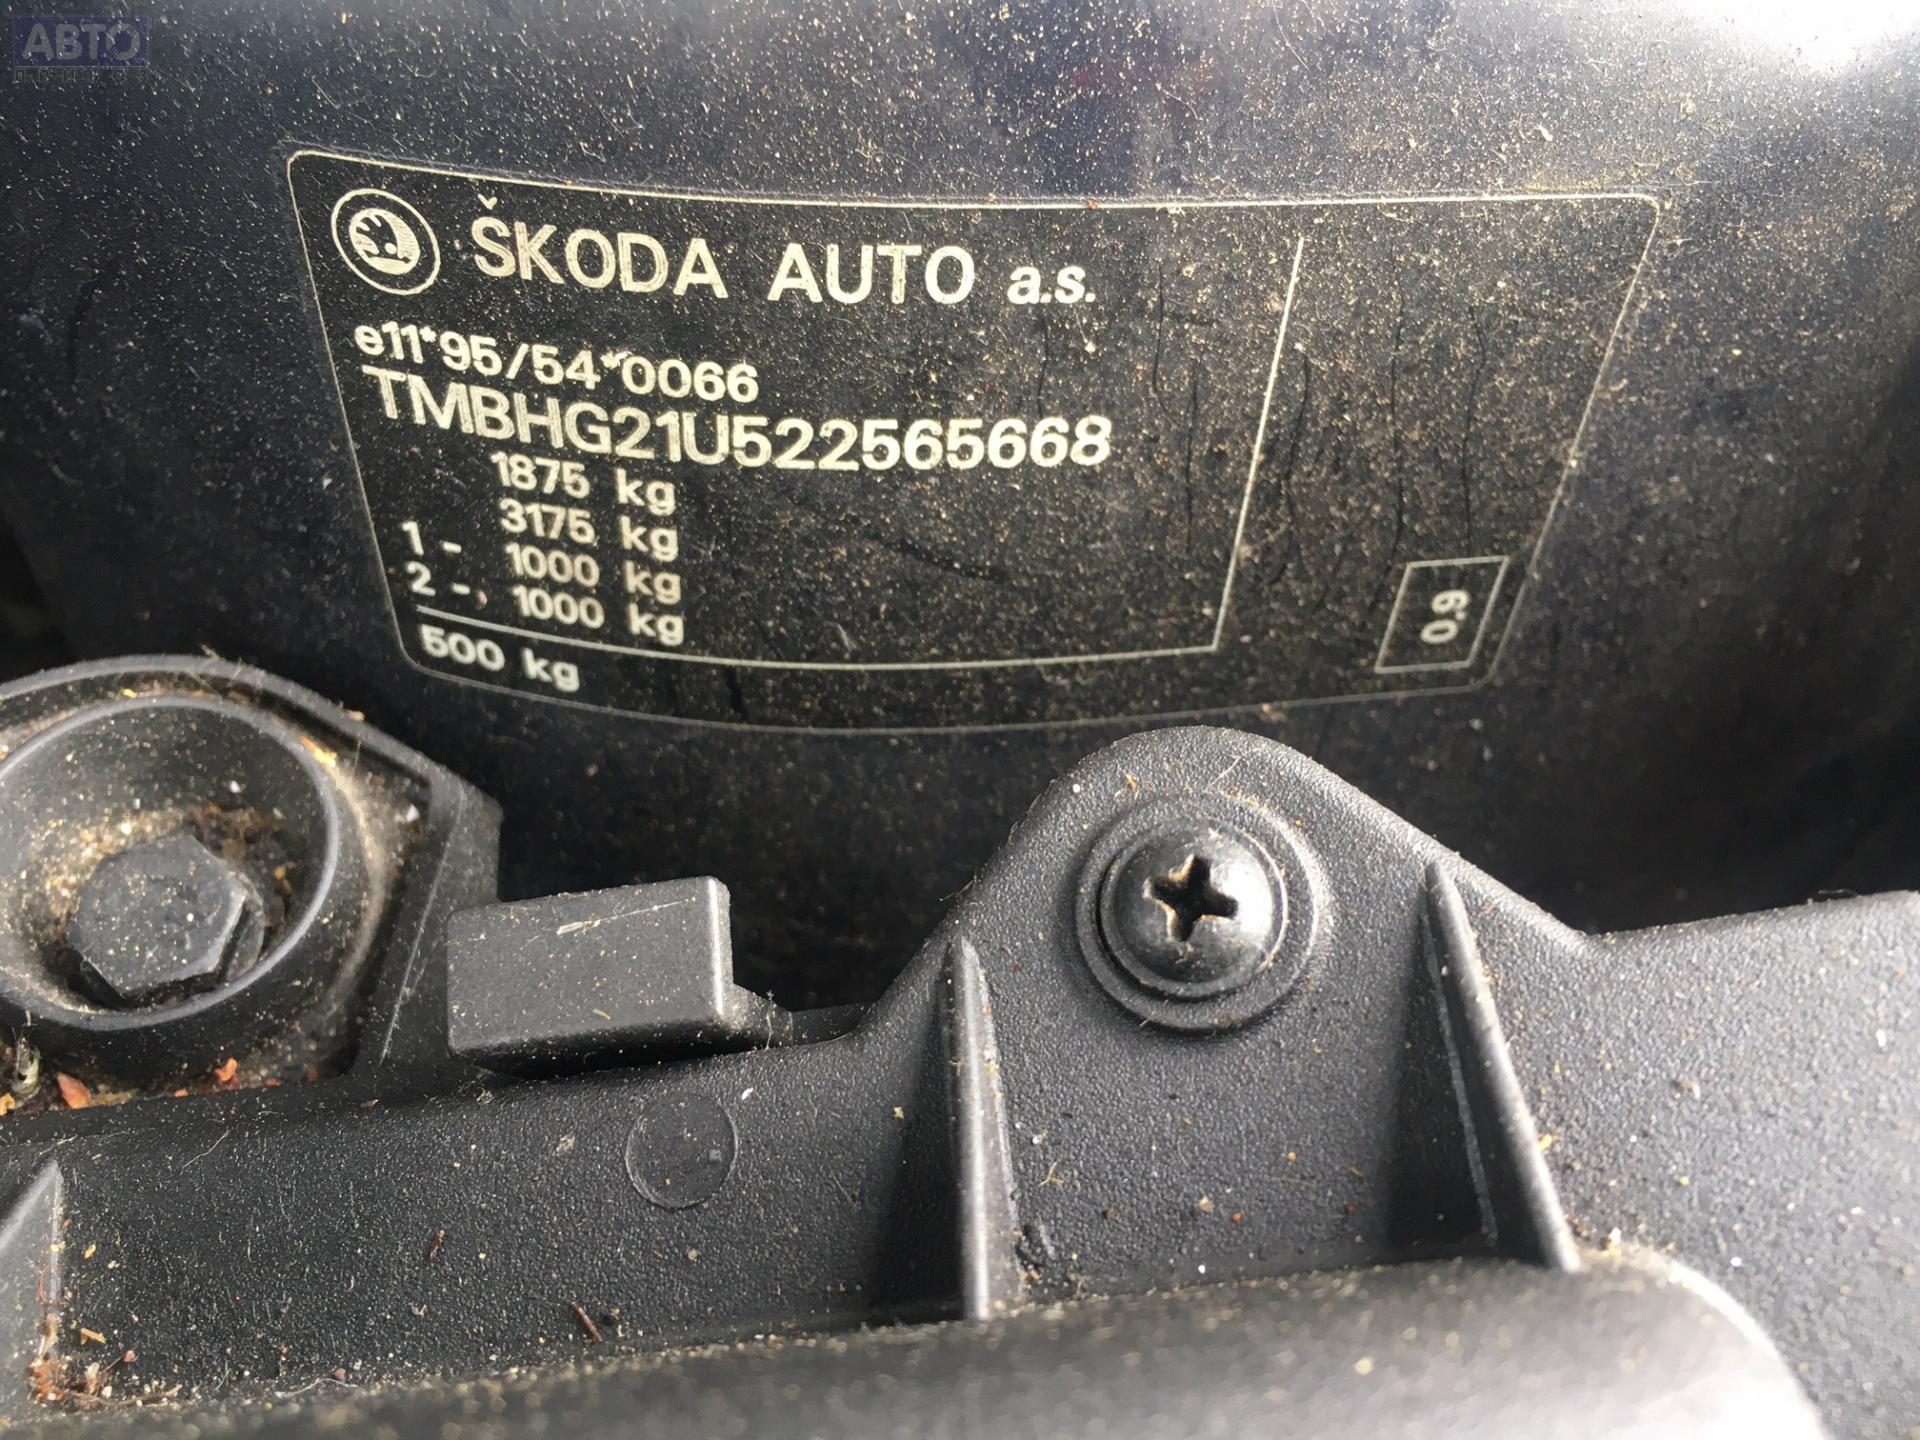 АВТО
ПРИВОЗ
ŠKODA AUTO a.s.
e11*95/54*0066
TMBHG21U522565668
1875 kg
3175 kg
1 - 1000 kg
2 - 1000 kg
500 kg
0.9